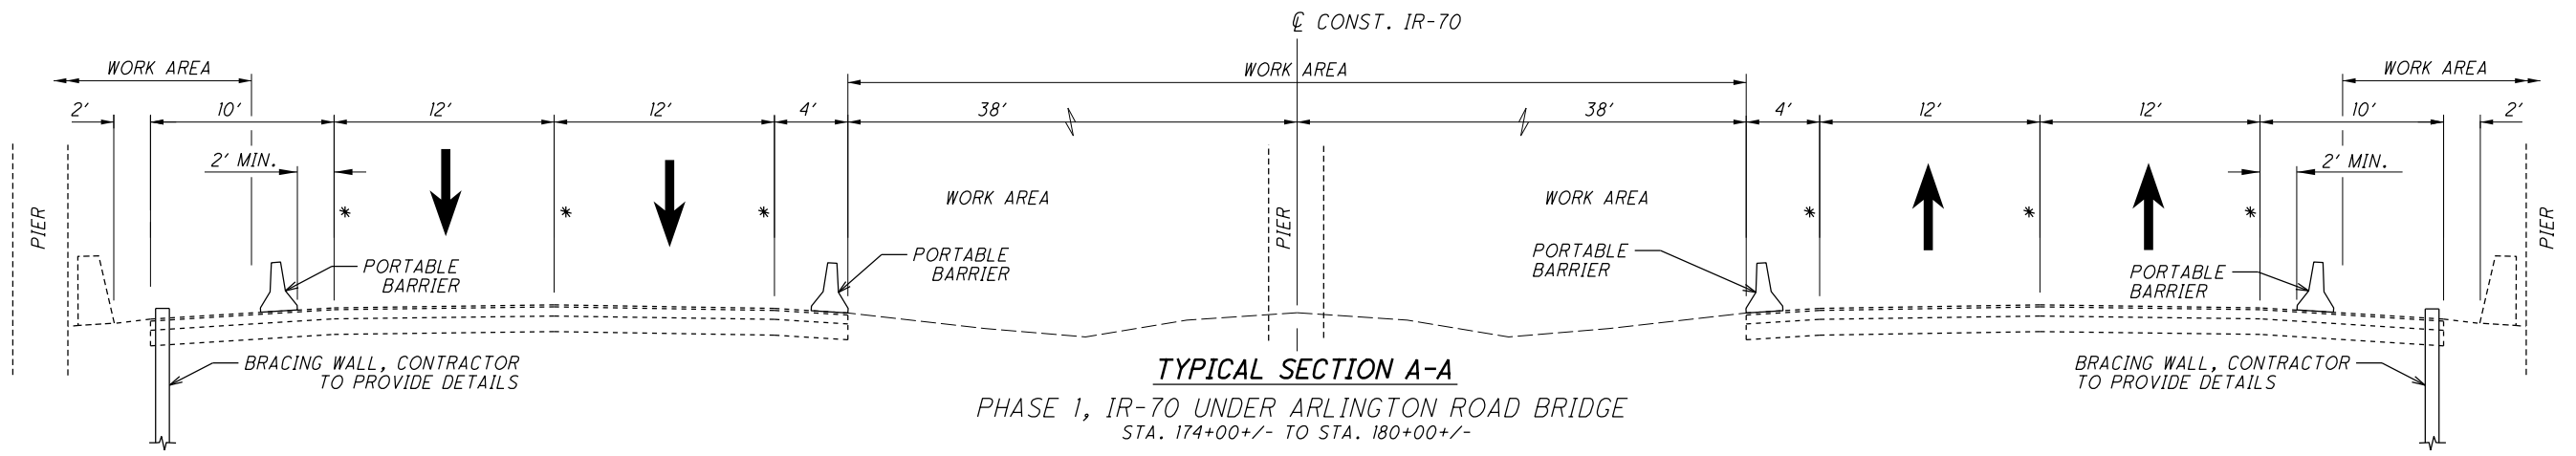 ℄ CONST. IR-70
WORK AREA
WORK AREA
WORK AREA
2' 10' 12' 12' 4' 38' 38' 4' 12' 12' 10' 2'
2' MIN.
2' MIN.
* * * * * *
WORK AREA
WORK AREA
PIER
PIER
PIER
PORTABLE
BARRIER
PORTABLE
BARRIER
PORTABLE
BARRIER
PORTABLE
BARRIER
BRACING WALL, CONTRACTOR
TO PROVIDE DETAILS
BRACING WALL, CONTRACTOR
TO PROVIDE DETAILS
TYPICAL SECTION A-A
PHASE 1, IR-70 UNDER ARLINGTON ROAD BRIDGE
STA. 174+00+/- TO STA. 180+00+/-